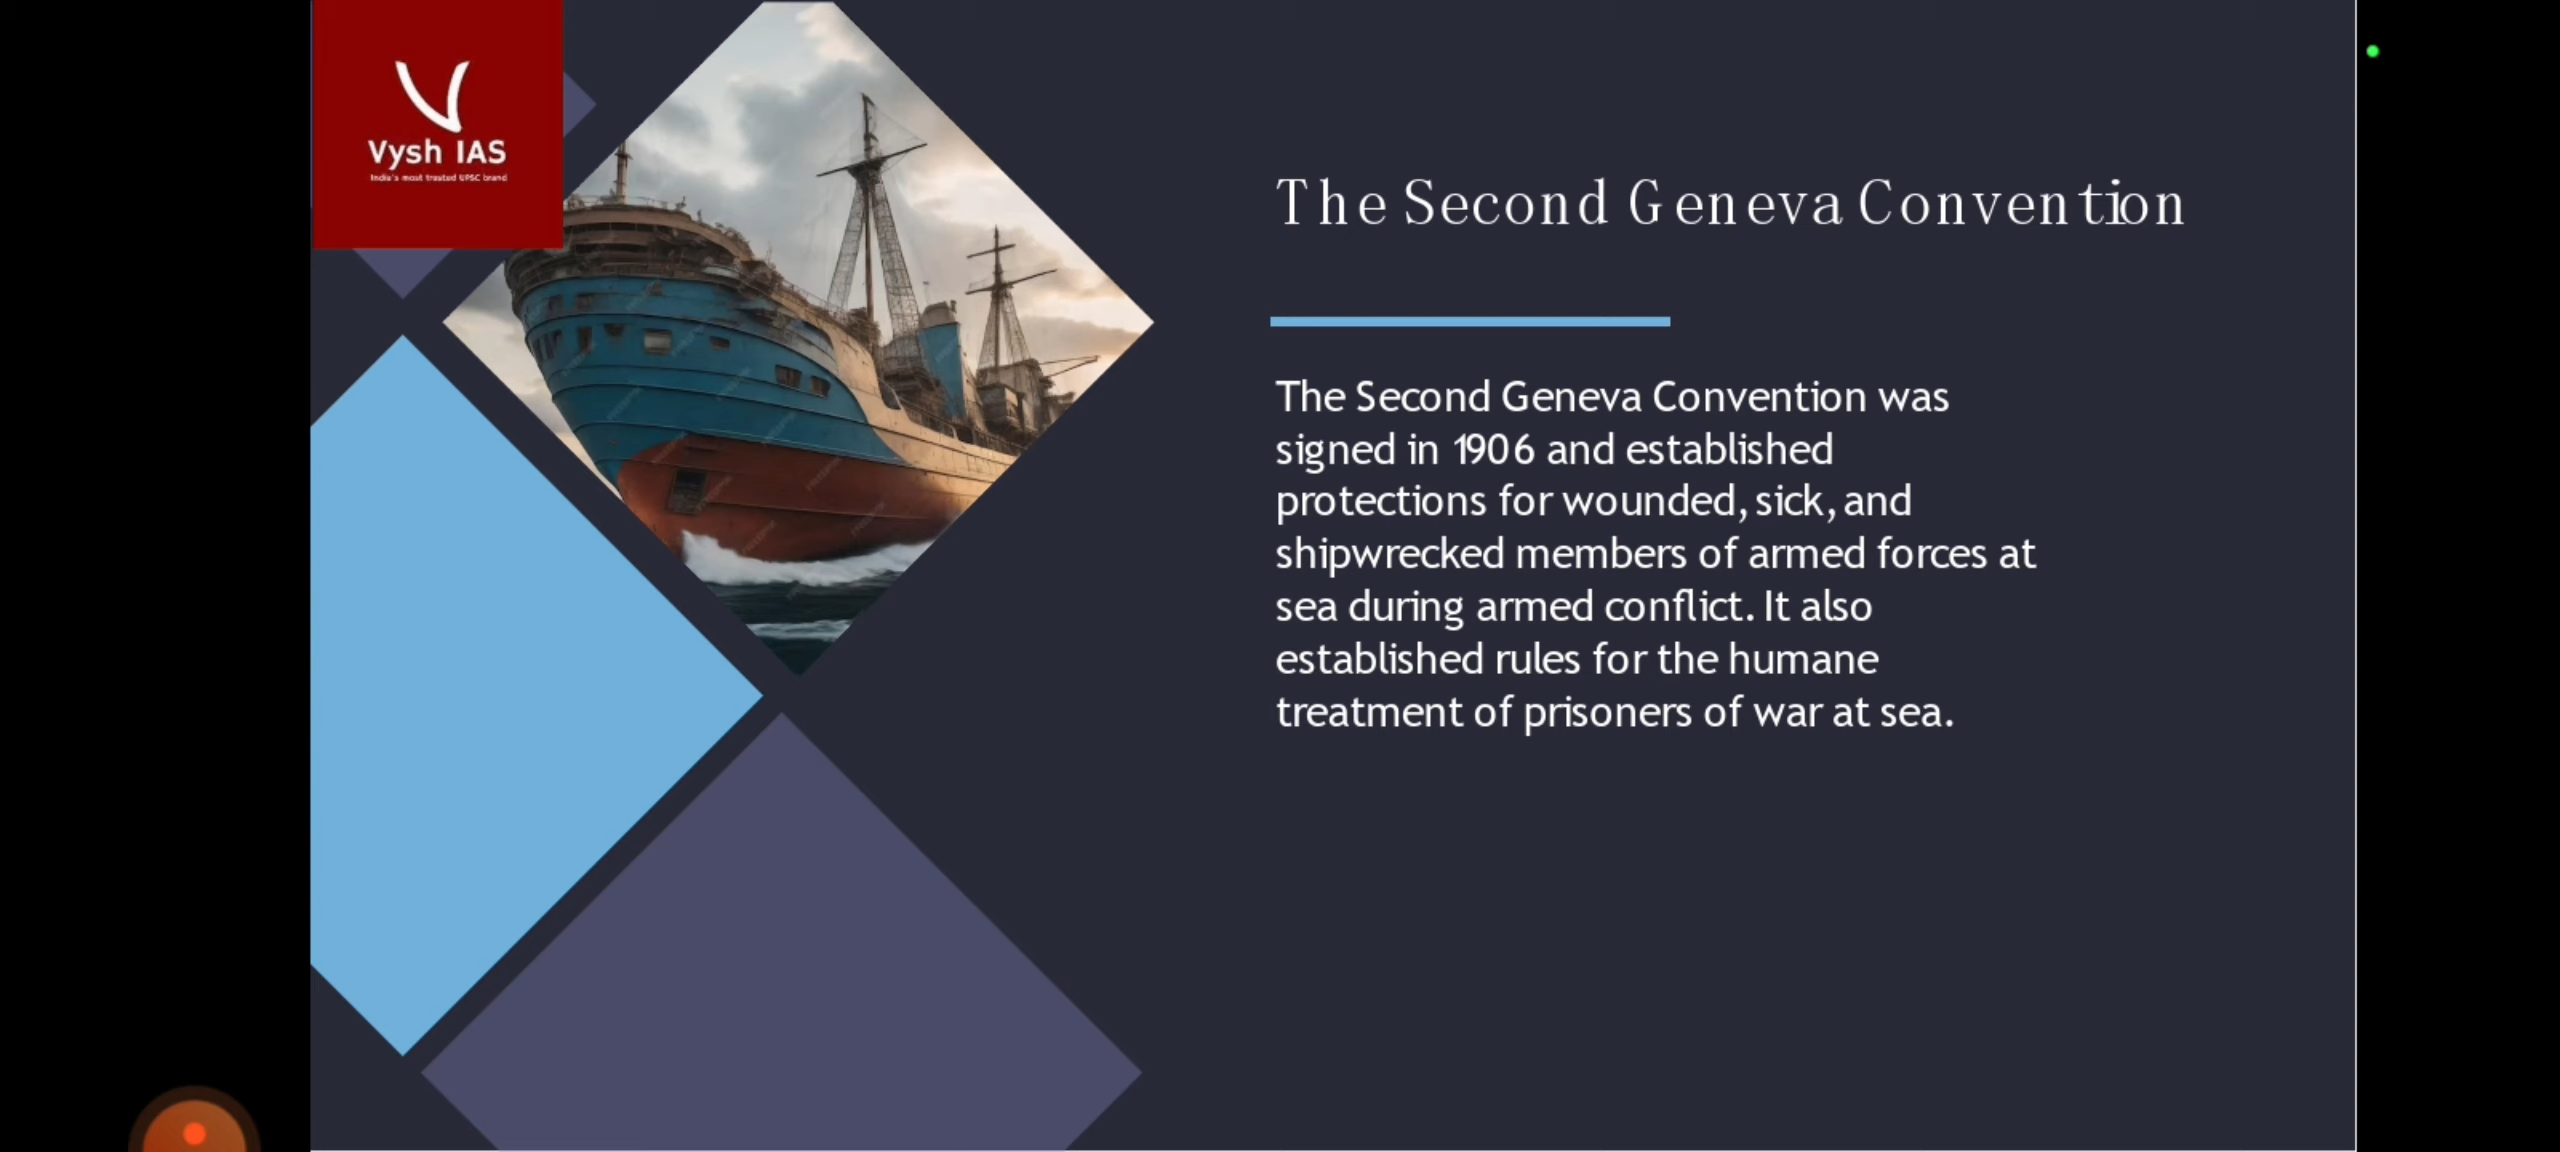 Vysh IAS
India's most trusted UPSC brand
The Second Geneva Convention
The Second Geneva Convention was
signed in 1906 and established
protections for wounded, sick, and
shipwrecked members of armed forces at
sea during armed conflict. It also
established rules for the humane
treatment of prisoners of war at sea.